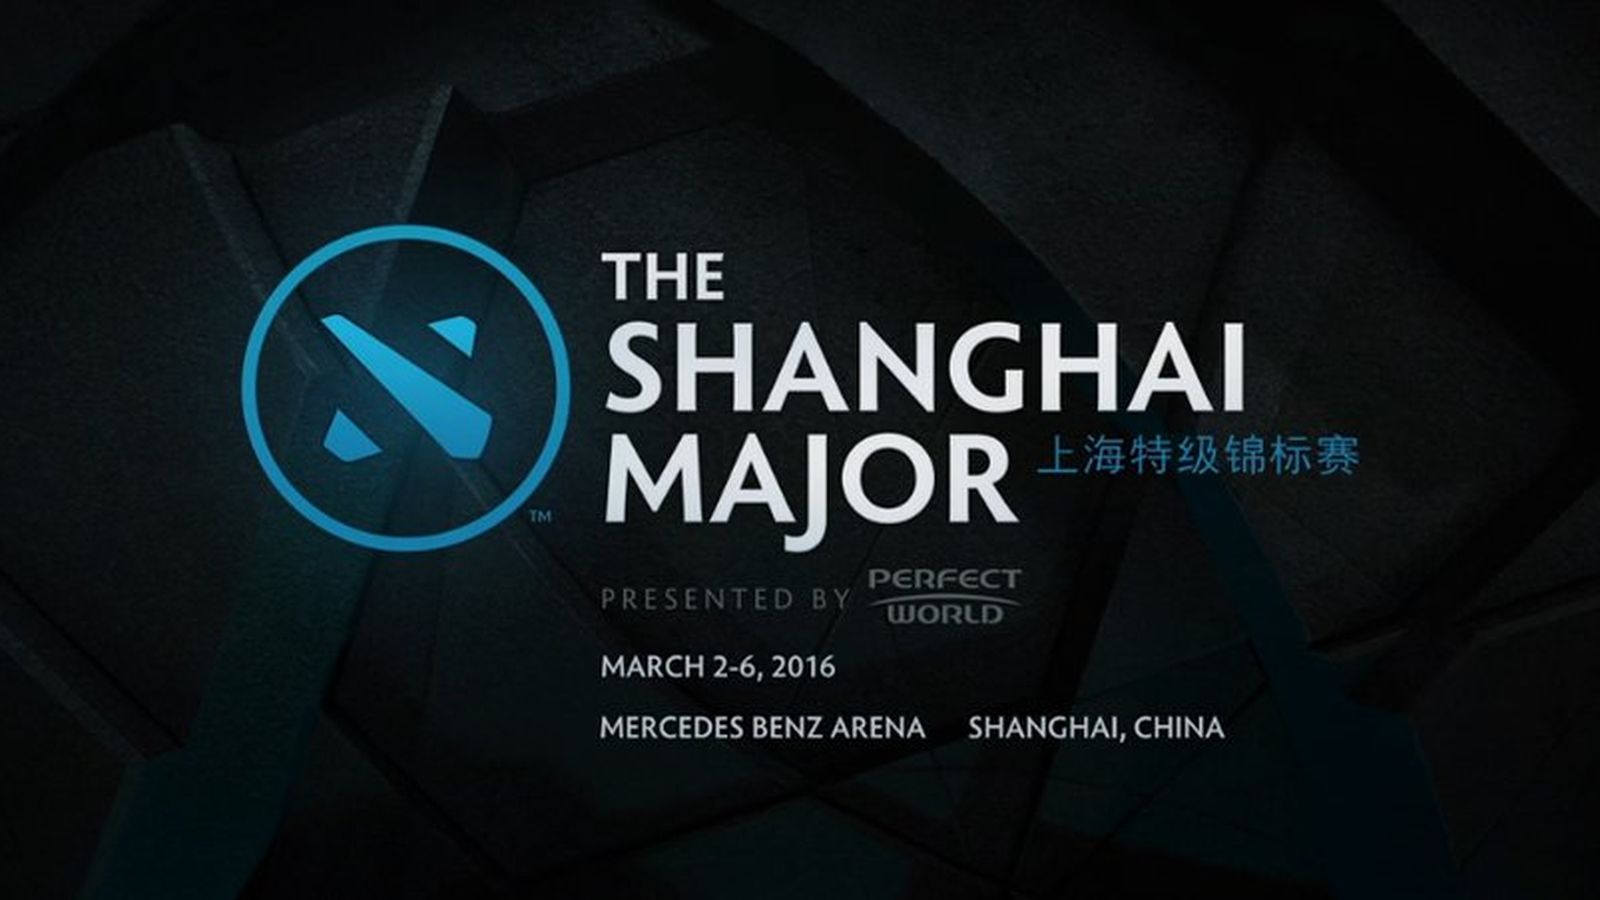 THE
SHANGHAI
MAJOR 上海特级锦标赛
TM
PRESENTED BY PERFECT WORLD
MARCH 2-6, 2016
MERCEDES BENZ ARENA SHANGHAI, CHINA